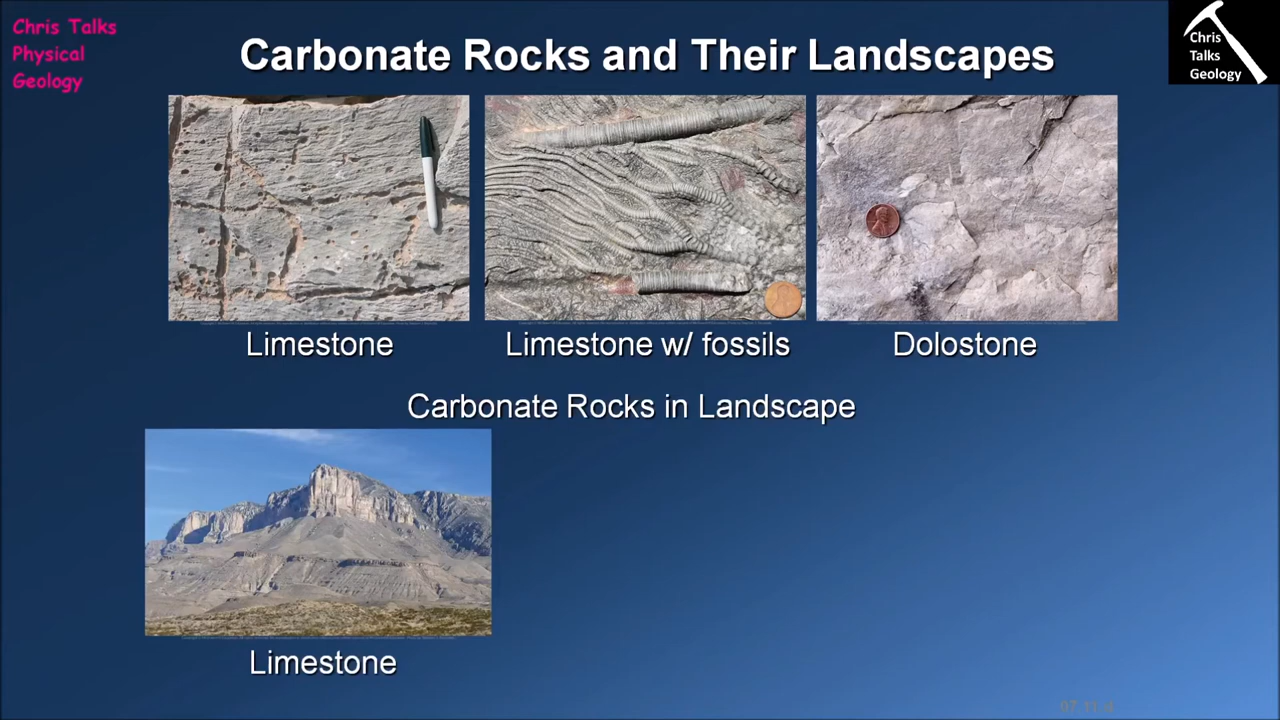 Chris Talks
Physical
Geology
Carbonate Rocks and Their Landscapes
Chris
Talks
Geology
Limestone
Limestone w/ fossils
Dolostone
Carbonate Rocks in Landscape
Limestone